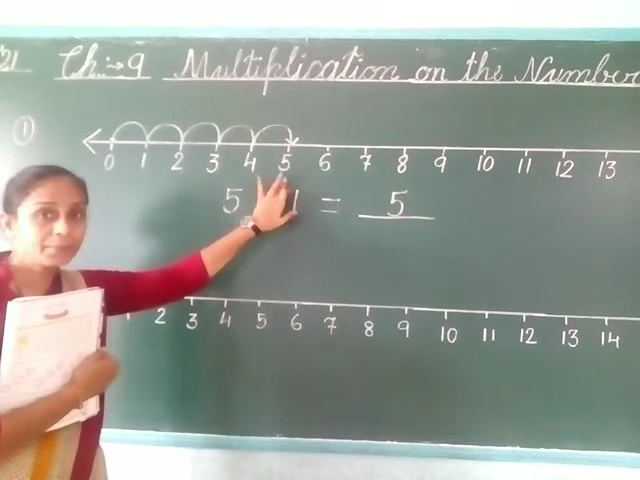 21 Ch:-9 Multiplication on the Number
①
0 1 2 3 4 5 6 7 8 9 10 11 12 13
5 1 = 5
2 3 4 5 6 7 8 9 10 11 12 13 14